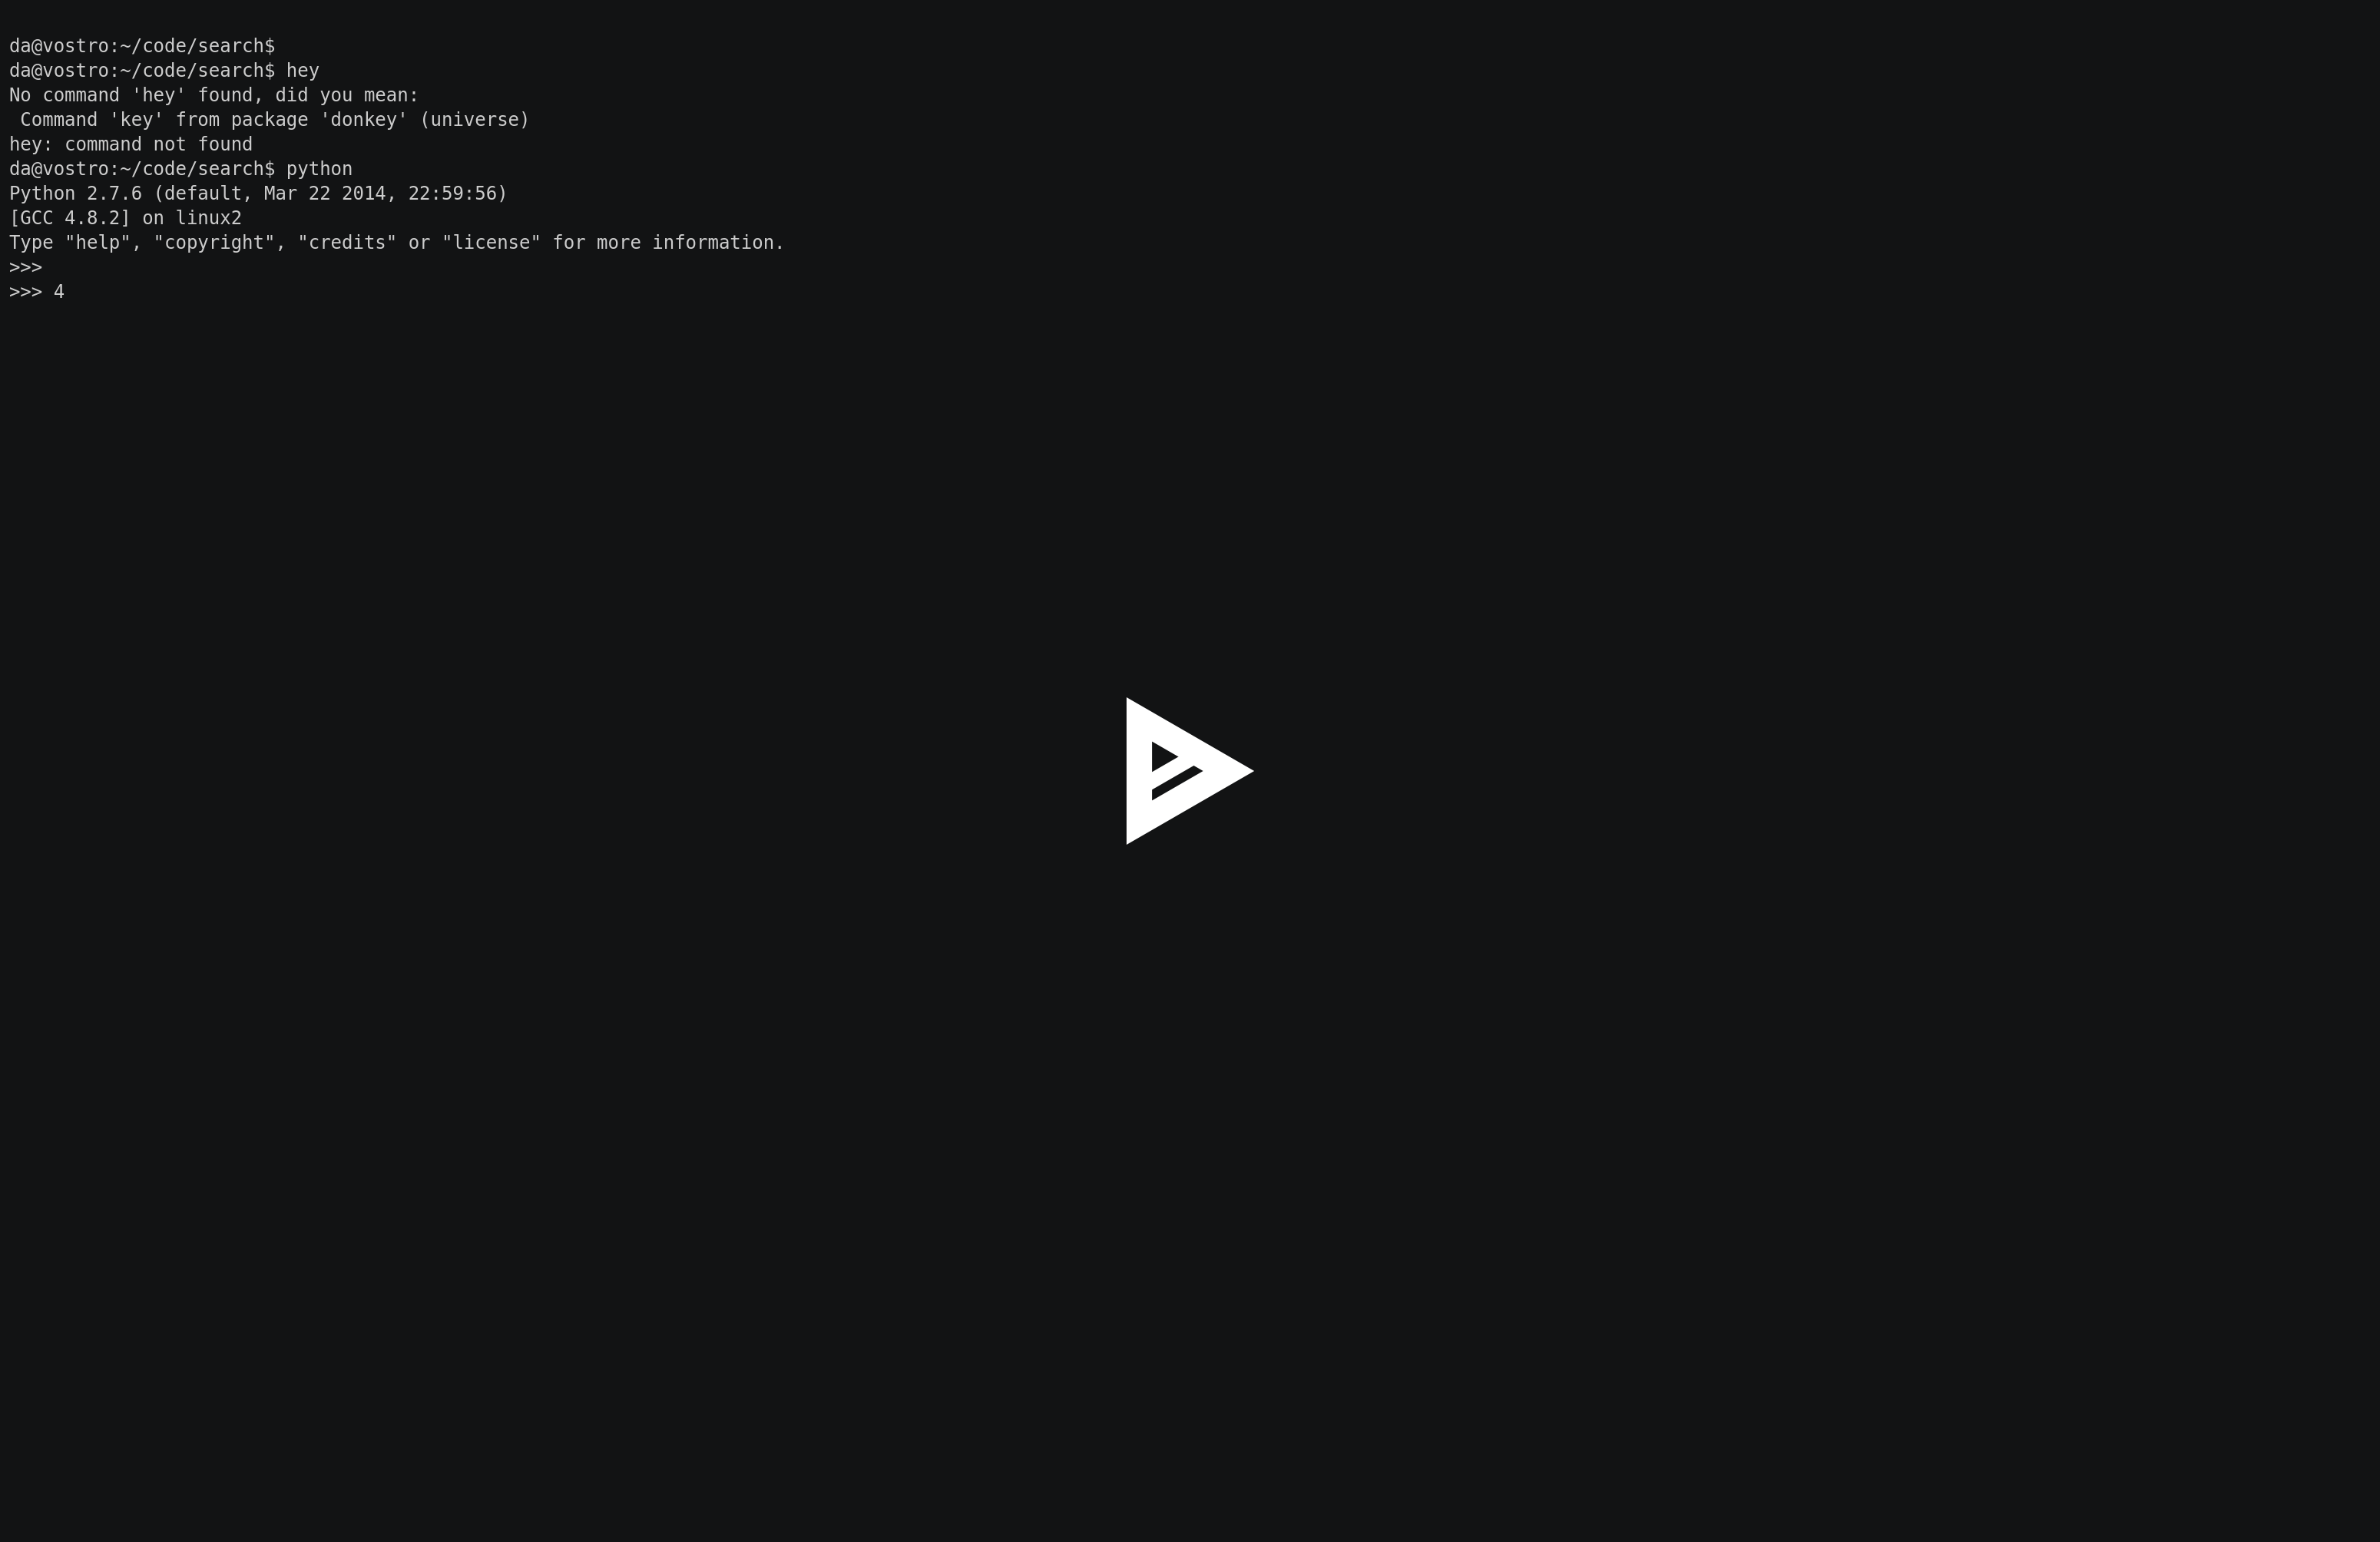 da@vostro:~/code/search$
da@vostro:~/code/search$ hey
No command 'hey' found, did you mean:
 Command 'key' from package 'donkey' (universe)
hey: command not found
da@vostro:~/code/search$ python
Python 2.7.6 (default, Mar 22 2014, 22:59:56)
[GCC 4.8.2] on linux2
Type "help", "copyright", "credits" or "license" for more information.
>>>
>>> 4